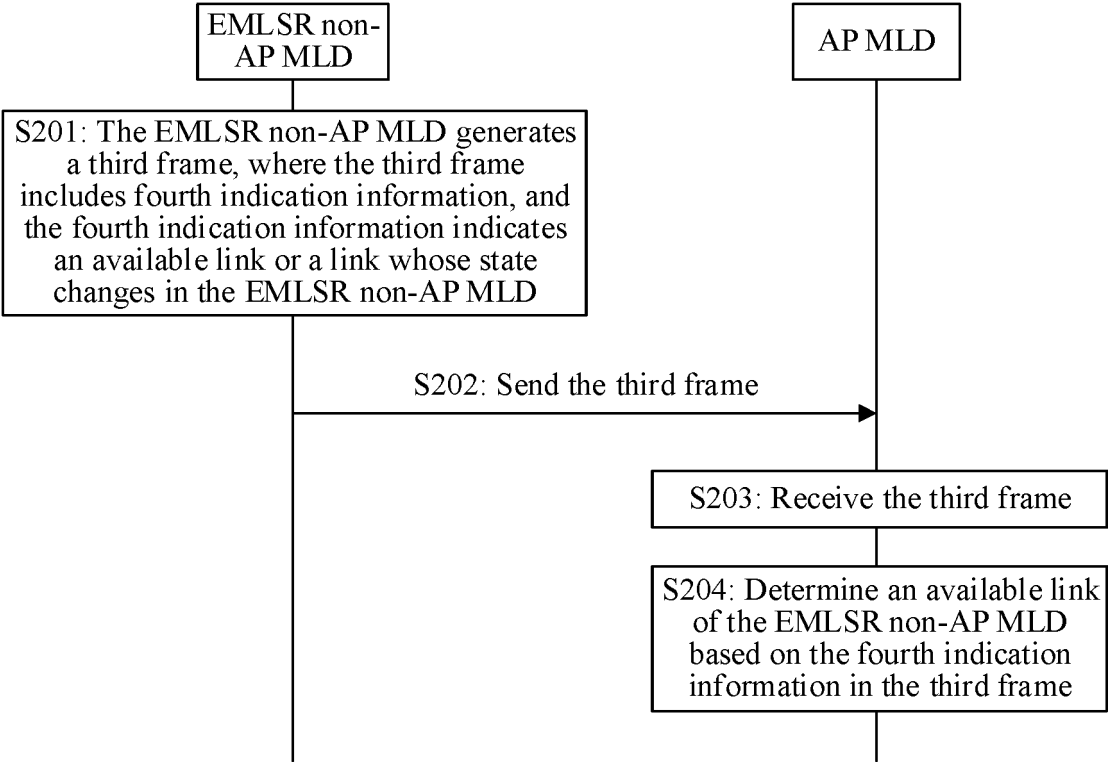 EMLSR non-
AP MLD
AP MLD
S201: The EMLSR non-AP MLD generates
a third frame, where the third frame
includes fourth indication information, and
the fourth indication information indicates
an available link or a link whose state
changes in the EMLSR non-AP MLD
S202: Send the third frame
S203: Receive the third frame
S204: Determine an available link
of the EMLSR non-AP MLD
based on the fourth indication
information in the third frame